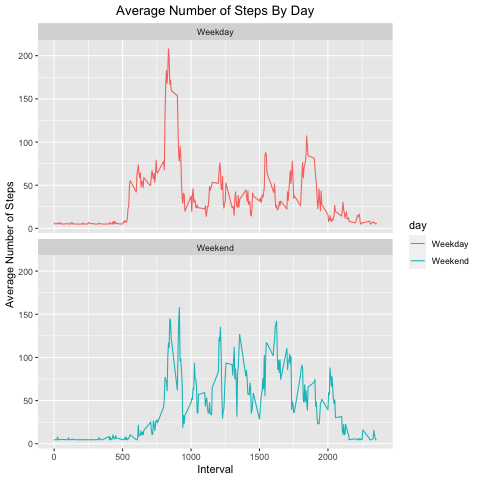 Average Number of Steps By Day
Weekday
200
150
100
50
0
Weekend
200
150
100
50
0
0
500
1000
1500
2000
Interval
Average Number of Steps
day
Weekday
Weekend